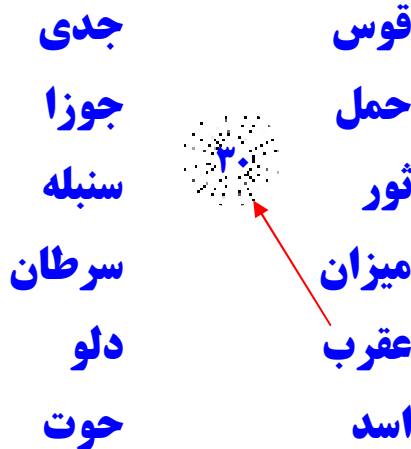 قوس جدی
حمل جوزا
۳۰
ثور سنبله
میزان سرطان
عقرب دلو
اسد حوت